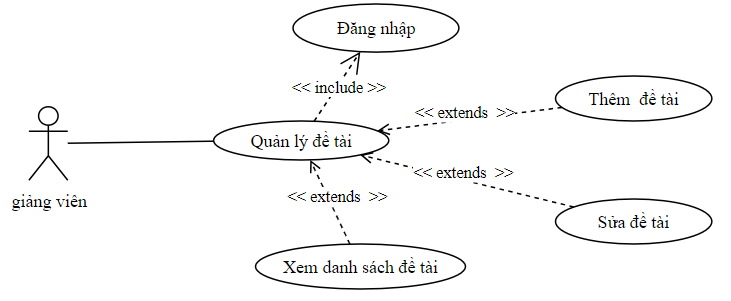 Đăng nhập
<< include >>
<< extends >>
Thêm đề tài
Quản lý đề tài
<< extends >>
giảng viên
<< extends >>
Sửa đề tài
Xem danh sách đề tài